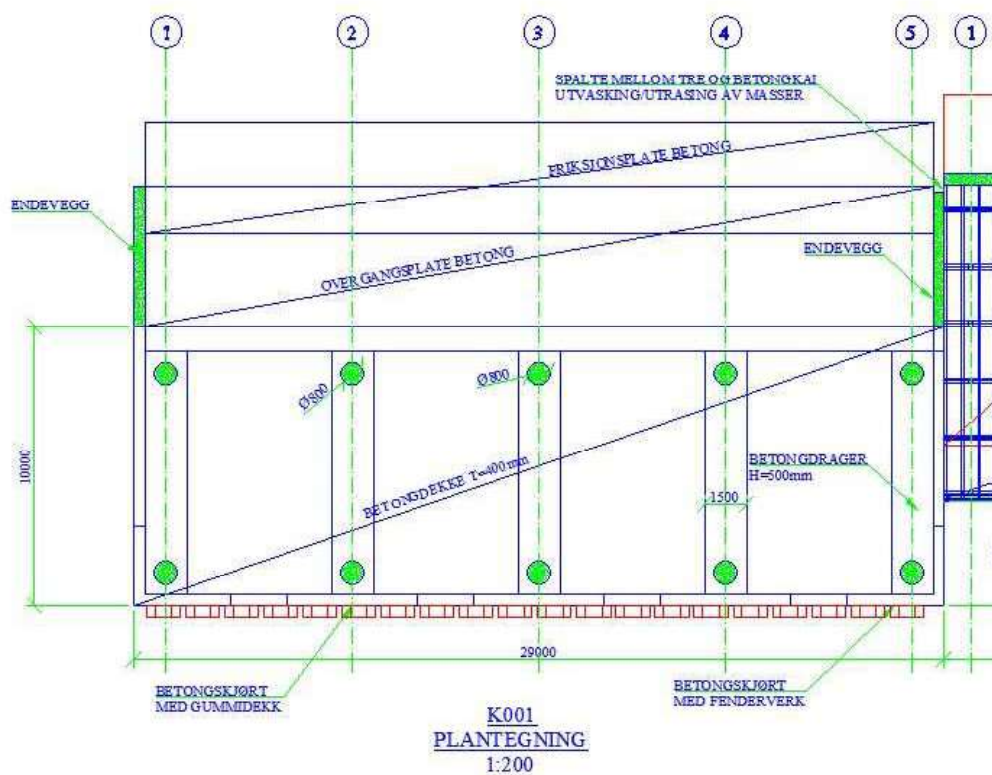 1 2 3 4 5 1
SPALTE MELLOM TRE OG BETONGKAI
UTVASKING/UTRASING AV MASSER
FRIKSJONSPLATE BETONG
ENDEVEGG
ENDEVEGG
OVERGANGSPLATE BETONG
Ø800
Ø800
10000
BETONGDEKKE T=400mm
BETONGDRAGER
H=500mm
1500
29000
BETONGSKJØRT
MED GUMMIDEKK
BETONGSKJØRT
MED FENDERVERK
K001
PLANTEGNING
1:200